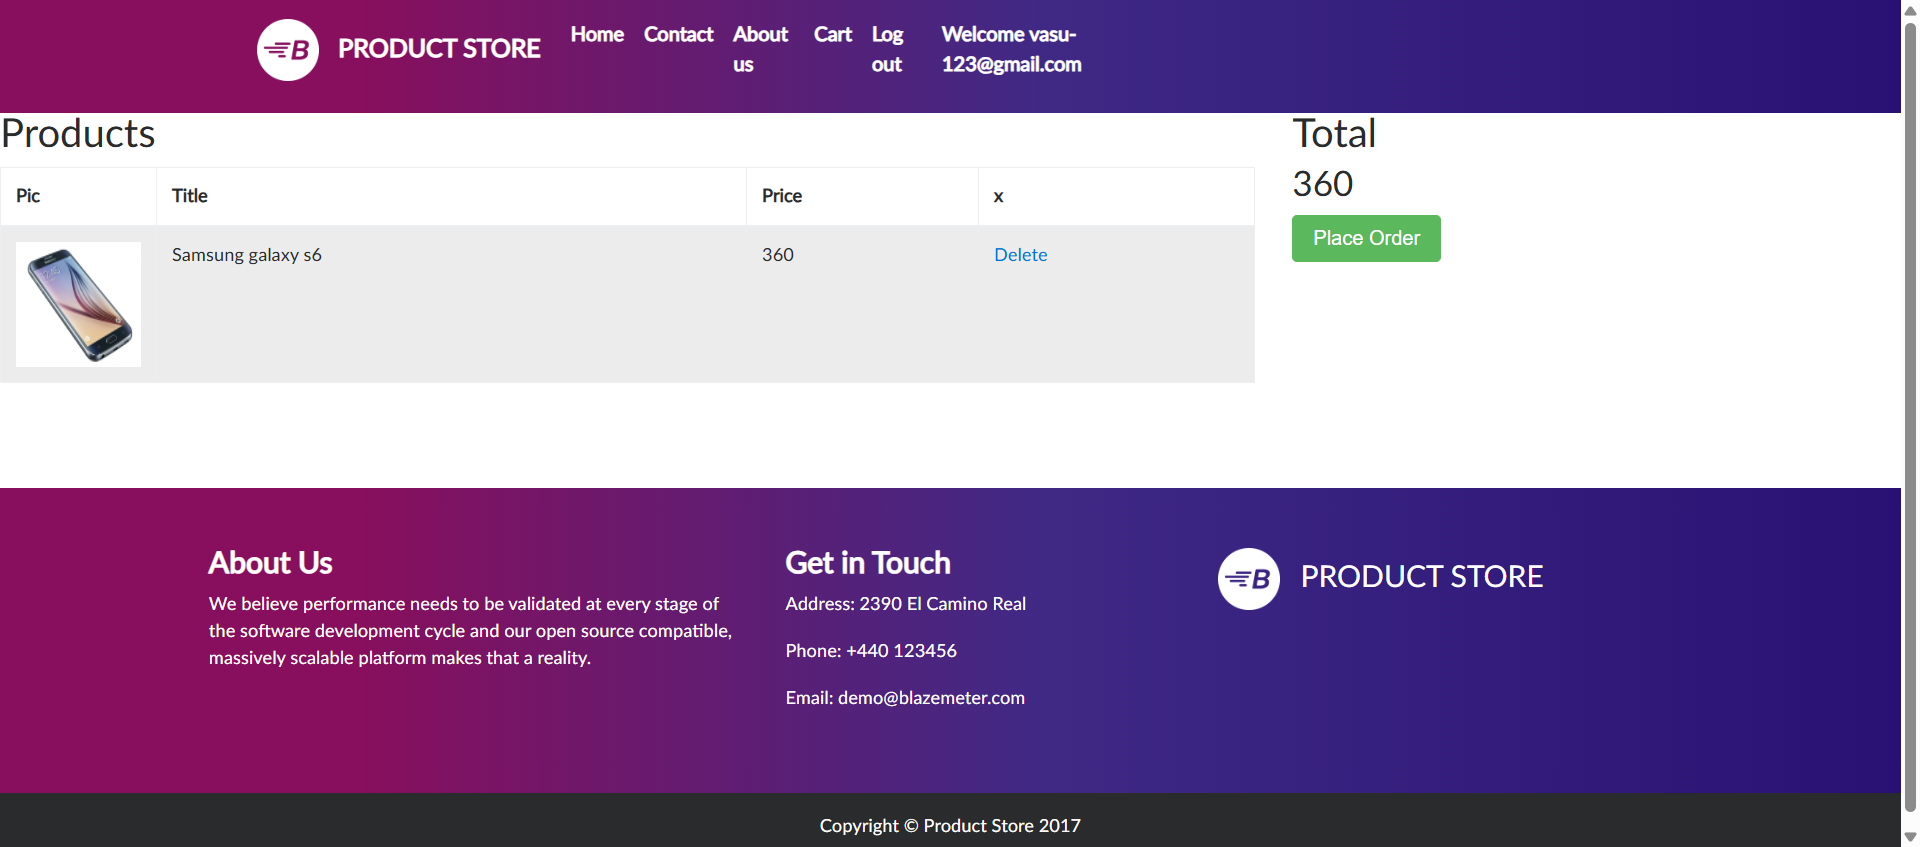 B PRODUCT STORE Home Contact About us Cart Log out Welcome vasu-123@gmail.com
Products
Total
360
Pic Title Price x
Samsung galaxy s6 360 Delete
Place Order
About Us
We believe performance needs to be validated at every stage of
the software development cycle and our open source compatible,
massively scalable platform makes that a reality.
Get in Touch
Address: 2390 El Camino Real
Phone: +440 123456
Email: demo@blazemeter.com
B PRODUCT STORE
Copyright © Product Store 2017